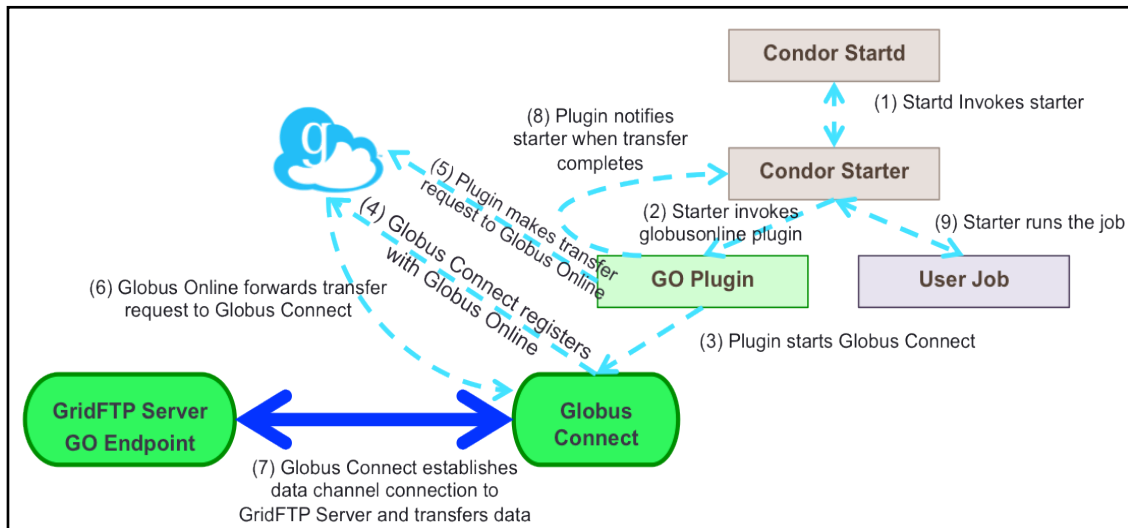 Condor Startd
(1) Startd Invokes starter
(8) Plugin notifies
starter when transfer
completes
Condor Starter
g
(5) Plugin makes transfer
request to Globus Online
(2) Starter invokes
globusonline plugin
(9) Starter runs the job
(4) Globus Connect registers
with Globus Online
GO Plugin
User Job
(6) Globus Online forwards transfer
request to Globus Connect
(3) Plugin starts Globus Connect
GridFTP Server
GO Endpoint
Globus
Connect
(7) Globus Connect establishes
data channel connection to
GridFTP Server and transfers data